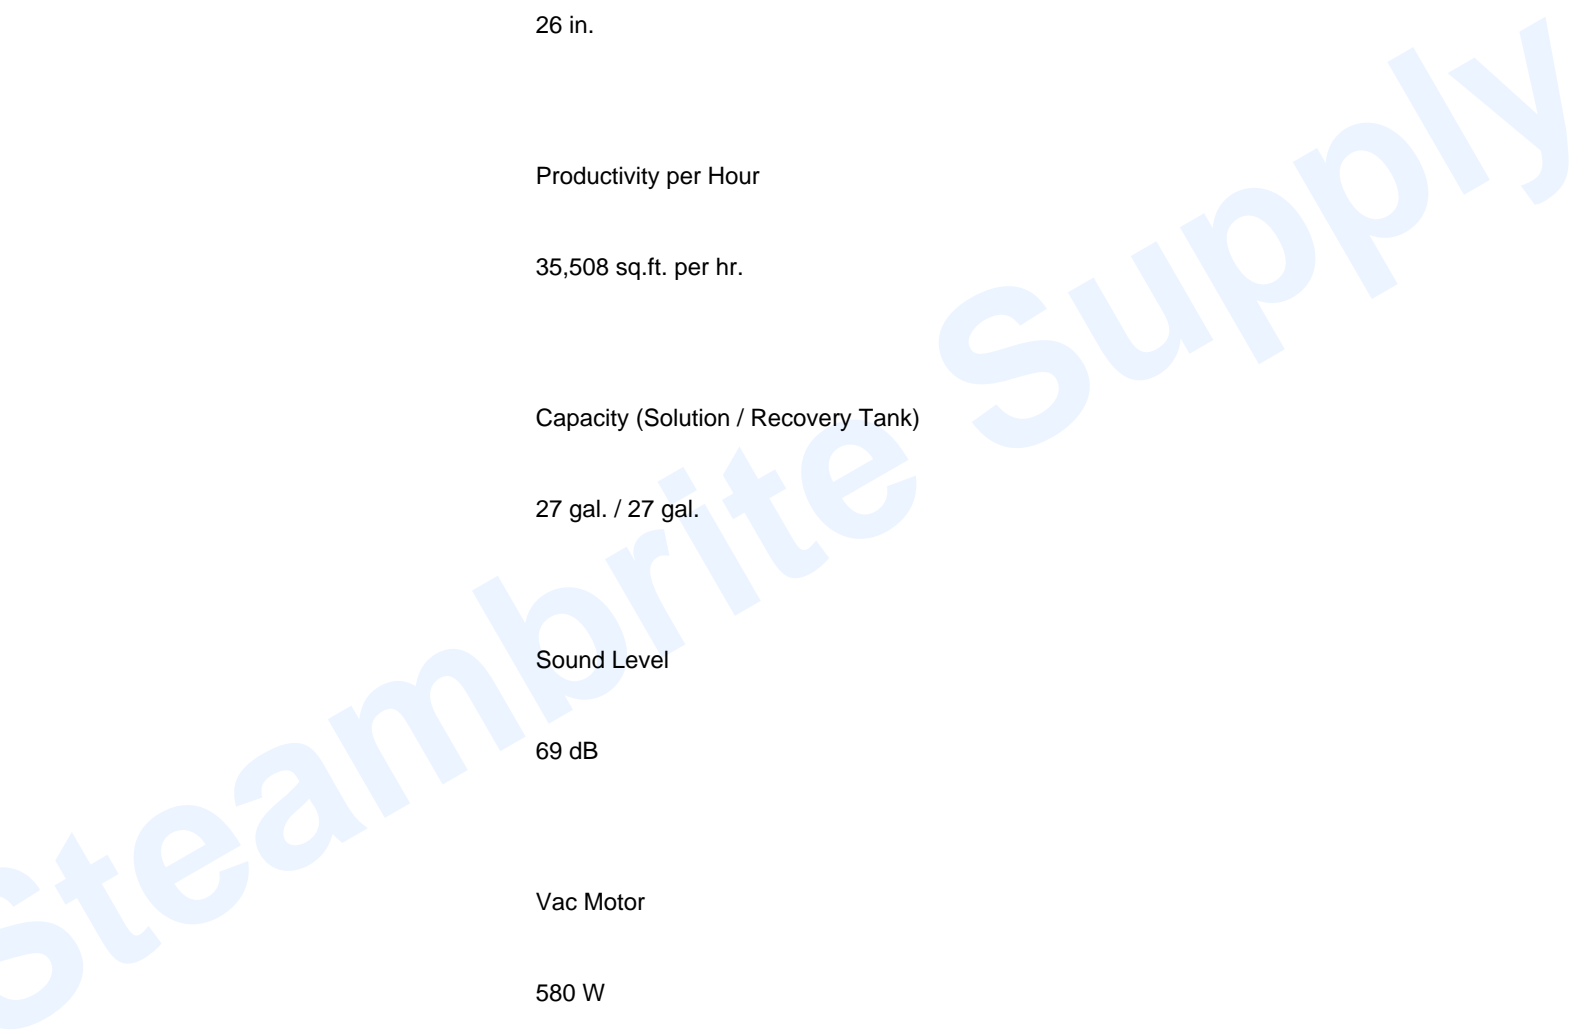 26 in.
Productivity per Hour
35,508 sq.ft. per hr.
Capacity (Solution / Recovery Tank)
27 gal. / 27 gal.
Sound Level
69 dB
Vac Motor
580 W
Steambrite Supply